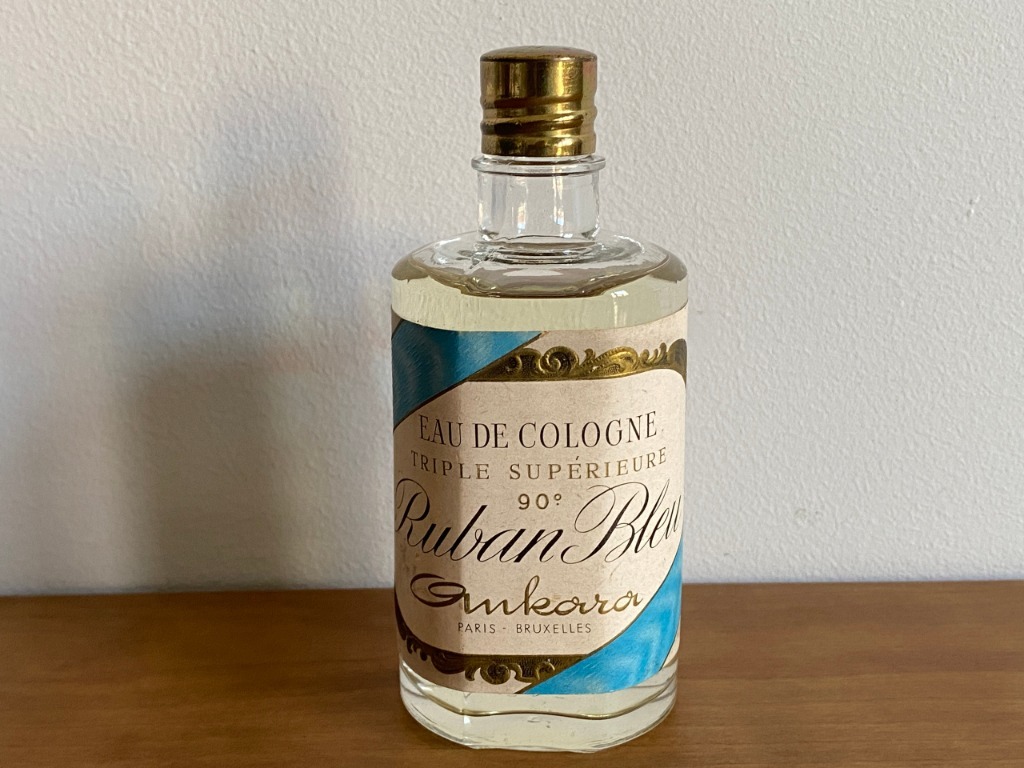 EAU DE COLOGNE
TRIPLE SUPÉRIEURE
90°
Ruban Bleu
Ankara
PARIS - BRUXELLES